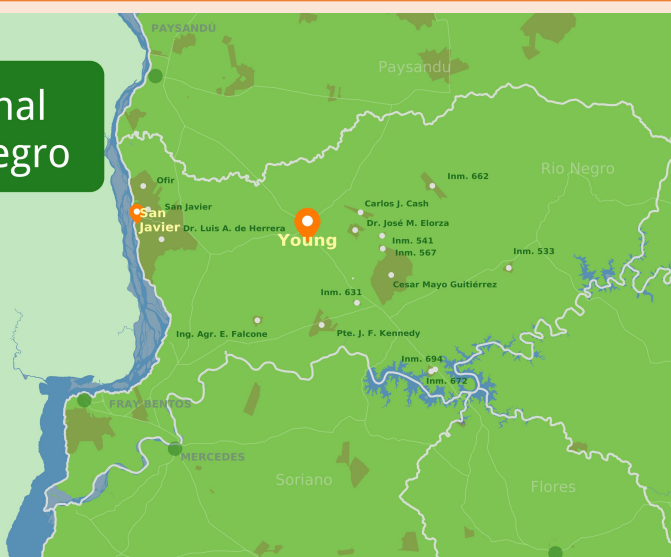 nal
egro
PAYSANDÚ
Paysandu
Rio Negro
Ofir
Inm. 662
San Javier
San
Javier
Dr. Luis A. de Herrera
Carlos J. Cash
Dr. José M. Elorza
Young
Inm. 541
Inm. 567
Inm. 533
Cesar Mayo Guitiérrez
Inm. 631
Ing. Agr. E. Falcone
Pte. J. F. Kennedy
Inm. 694
Inm. 672
FRAY BENTOS
MERCEDES
Soriano
Flores